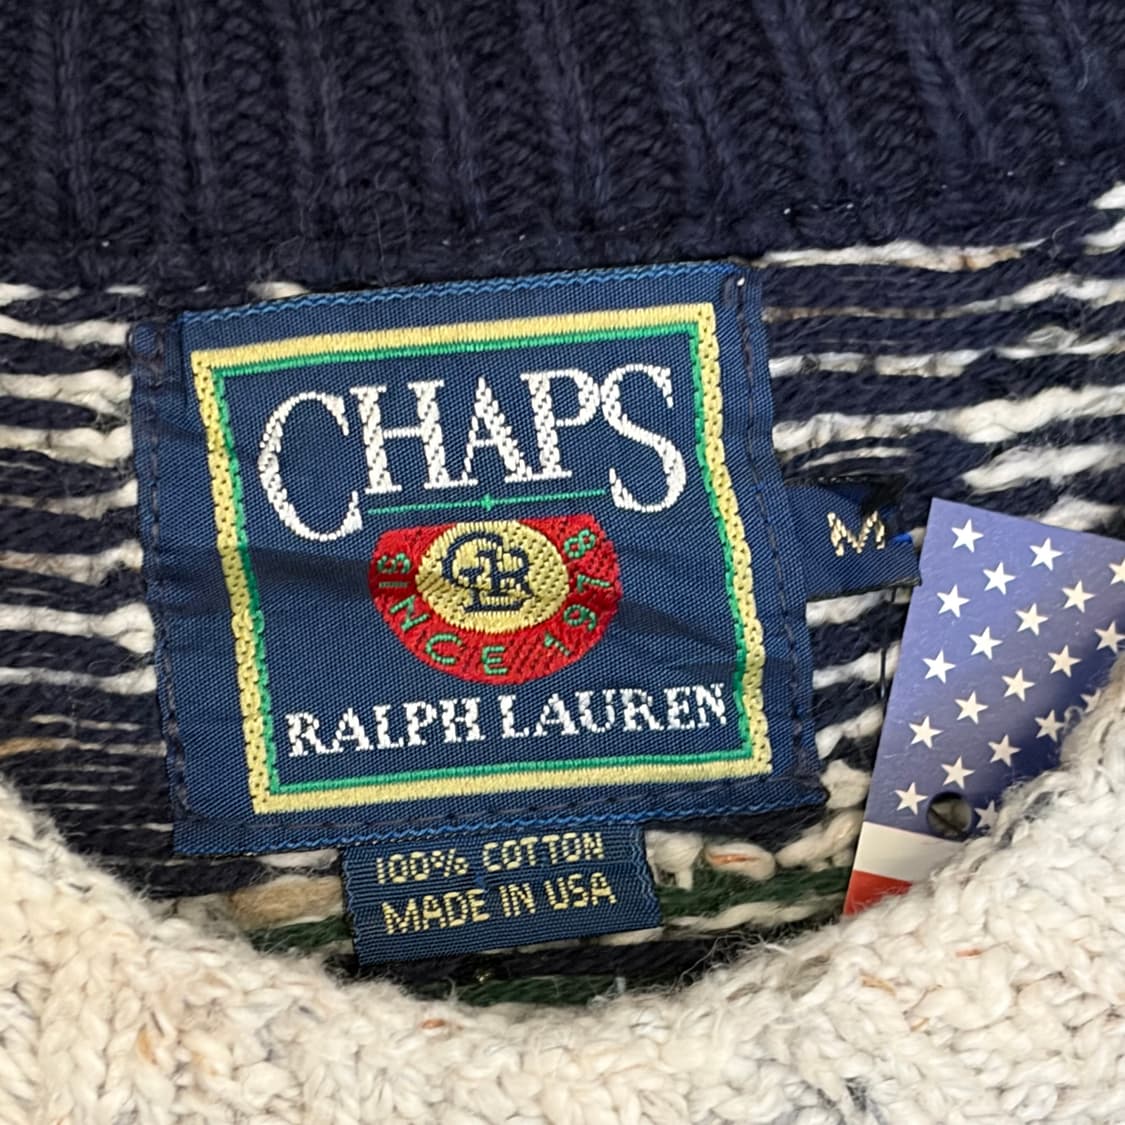 CHAPS
SINCE 1978
RALPH LAUREN
M
100% COTTON
MADE IN USA